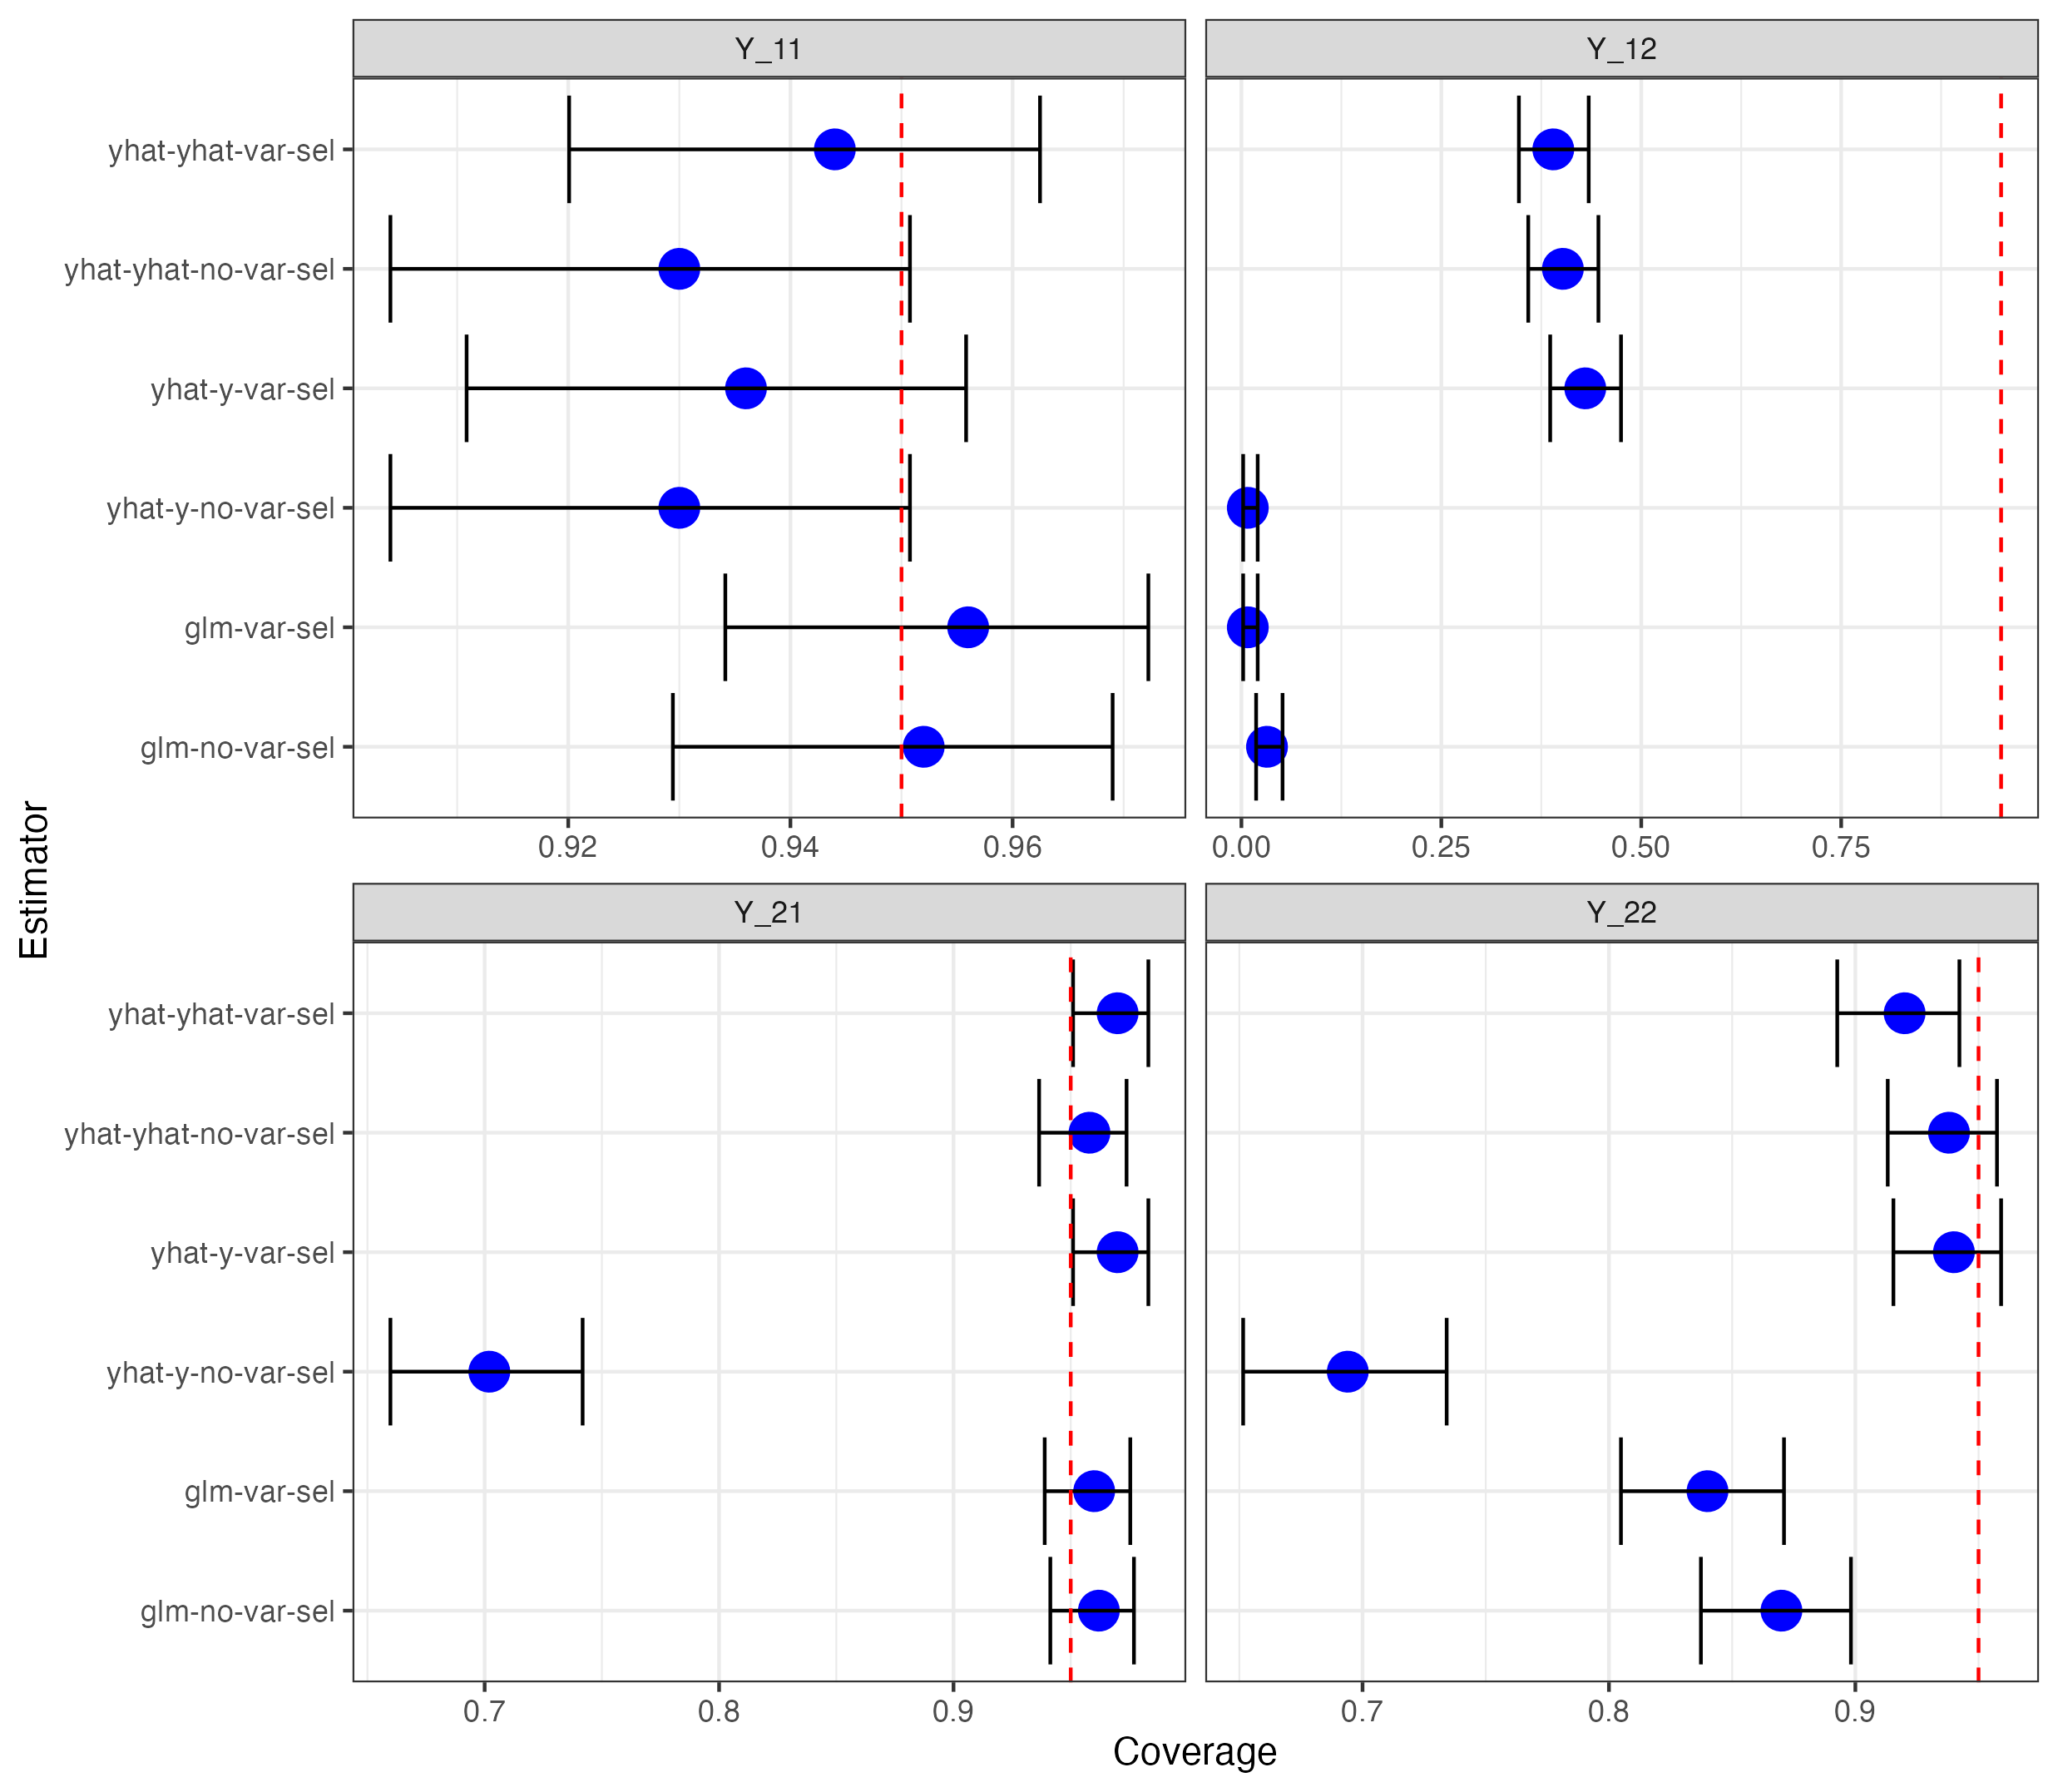 Y_11
Y_12
yhat-yhat-var-sel
yhat-yhat-no-var-sel
yhat-y-var-sel
yhat-y-no-var-sel
glm-var-sel
glm-no-var-sel
0.92 0.94 0.96
0.00 0.25 0.50 0.75
Estimator
Y_21
Y_22
yhat-yhat-var-sel
yhat-yhat-no-var-sel
yhat-y-var-sel
yhat-y-no-var-sel
glm-var-sel
glm-no-var-sel
0.7 0.8 0.9
0.7 0.8 0.9
Coverage